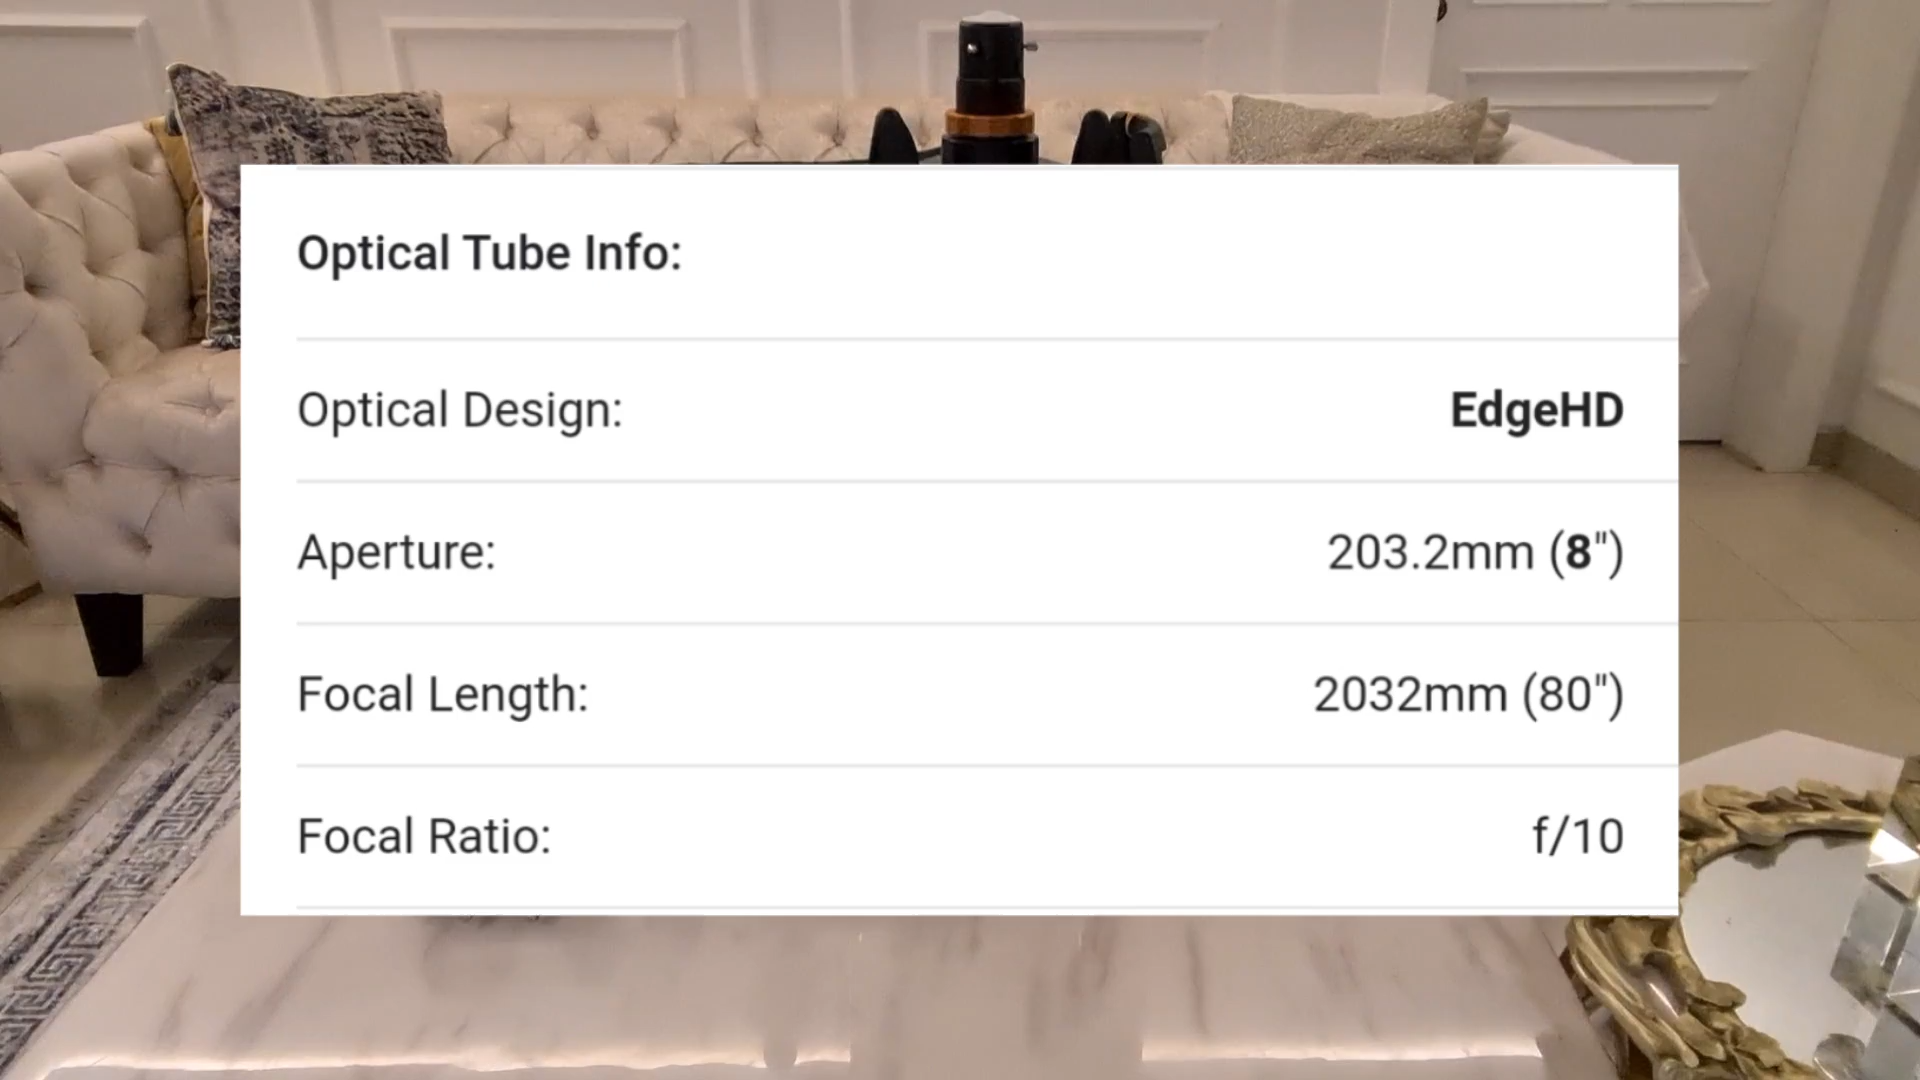 Optical Tube Info:
Optical Design: EdgeHD
Aperture: 203.2mm (8")
Focal Length: 2032mm (80")
Focal Ratio: f/10